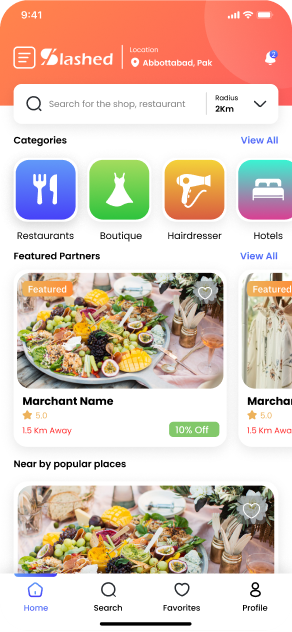 9:41
Slashed
Location
Abbottabad, Pak
2
Search for the shop, restaurant
Radius
2Km
Categories View All
Restaurants Boutique Hairdresser Hotels
Featured Partners View All
Featured Featured
Marchant Name Marcha
5.0 5.0
1.5 Km Away 10% Off 1.5 Km Awa
Near by popular places
Home Search Favorites Profile